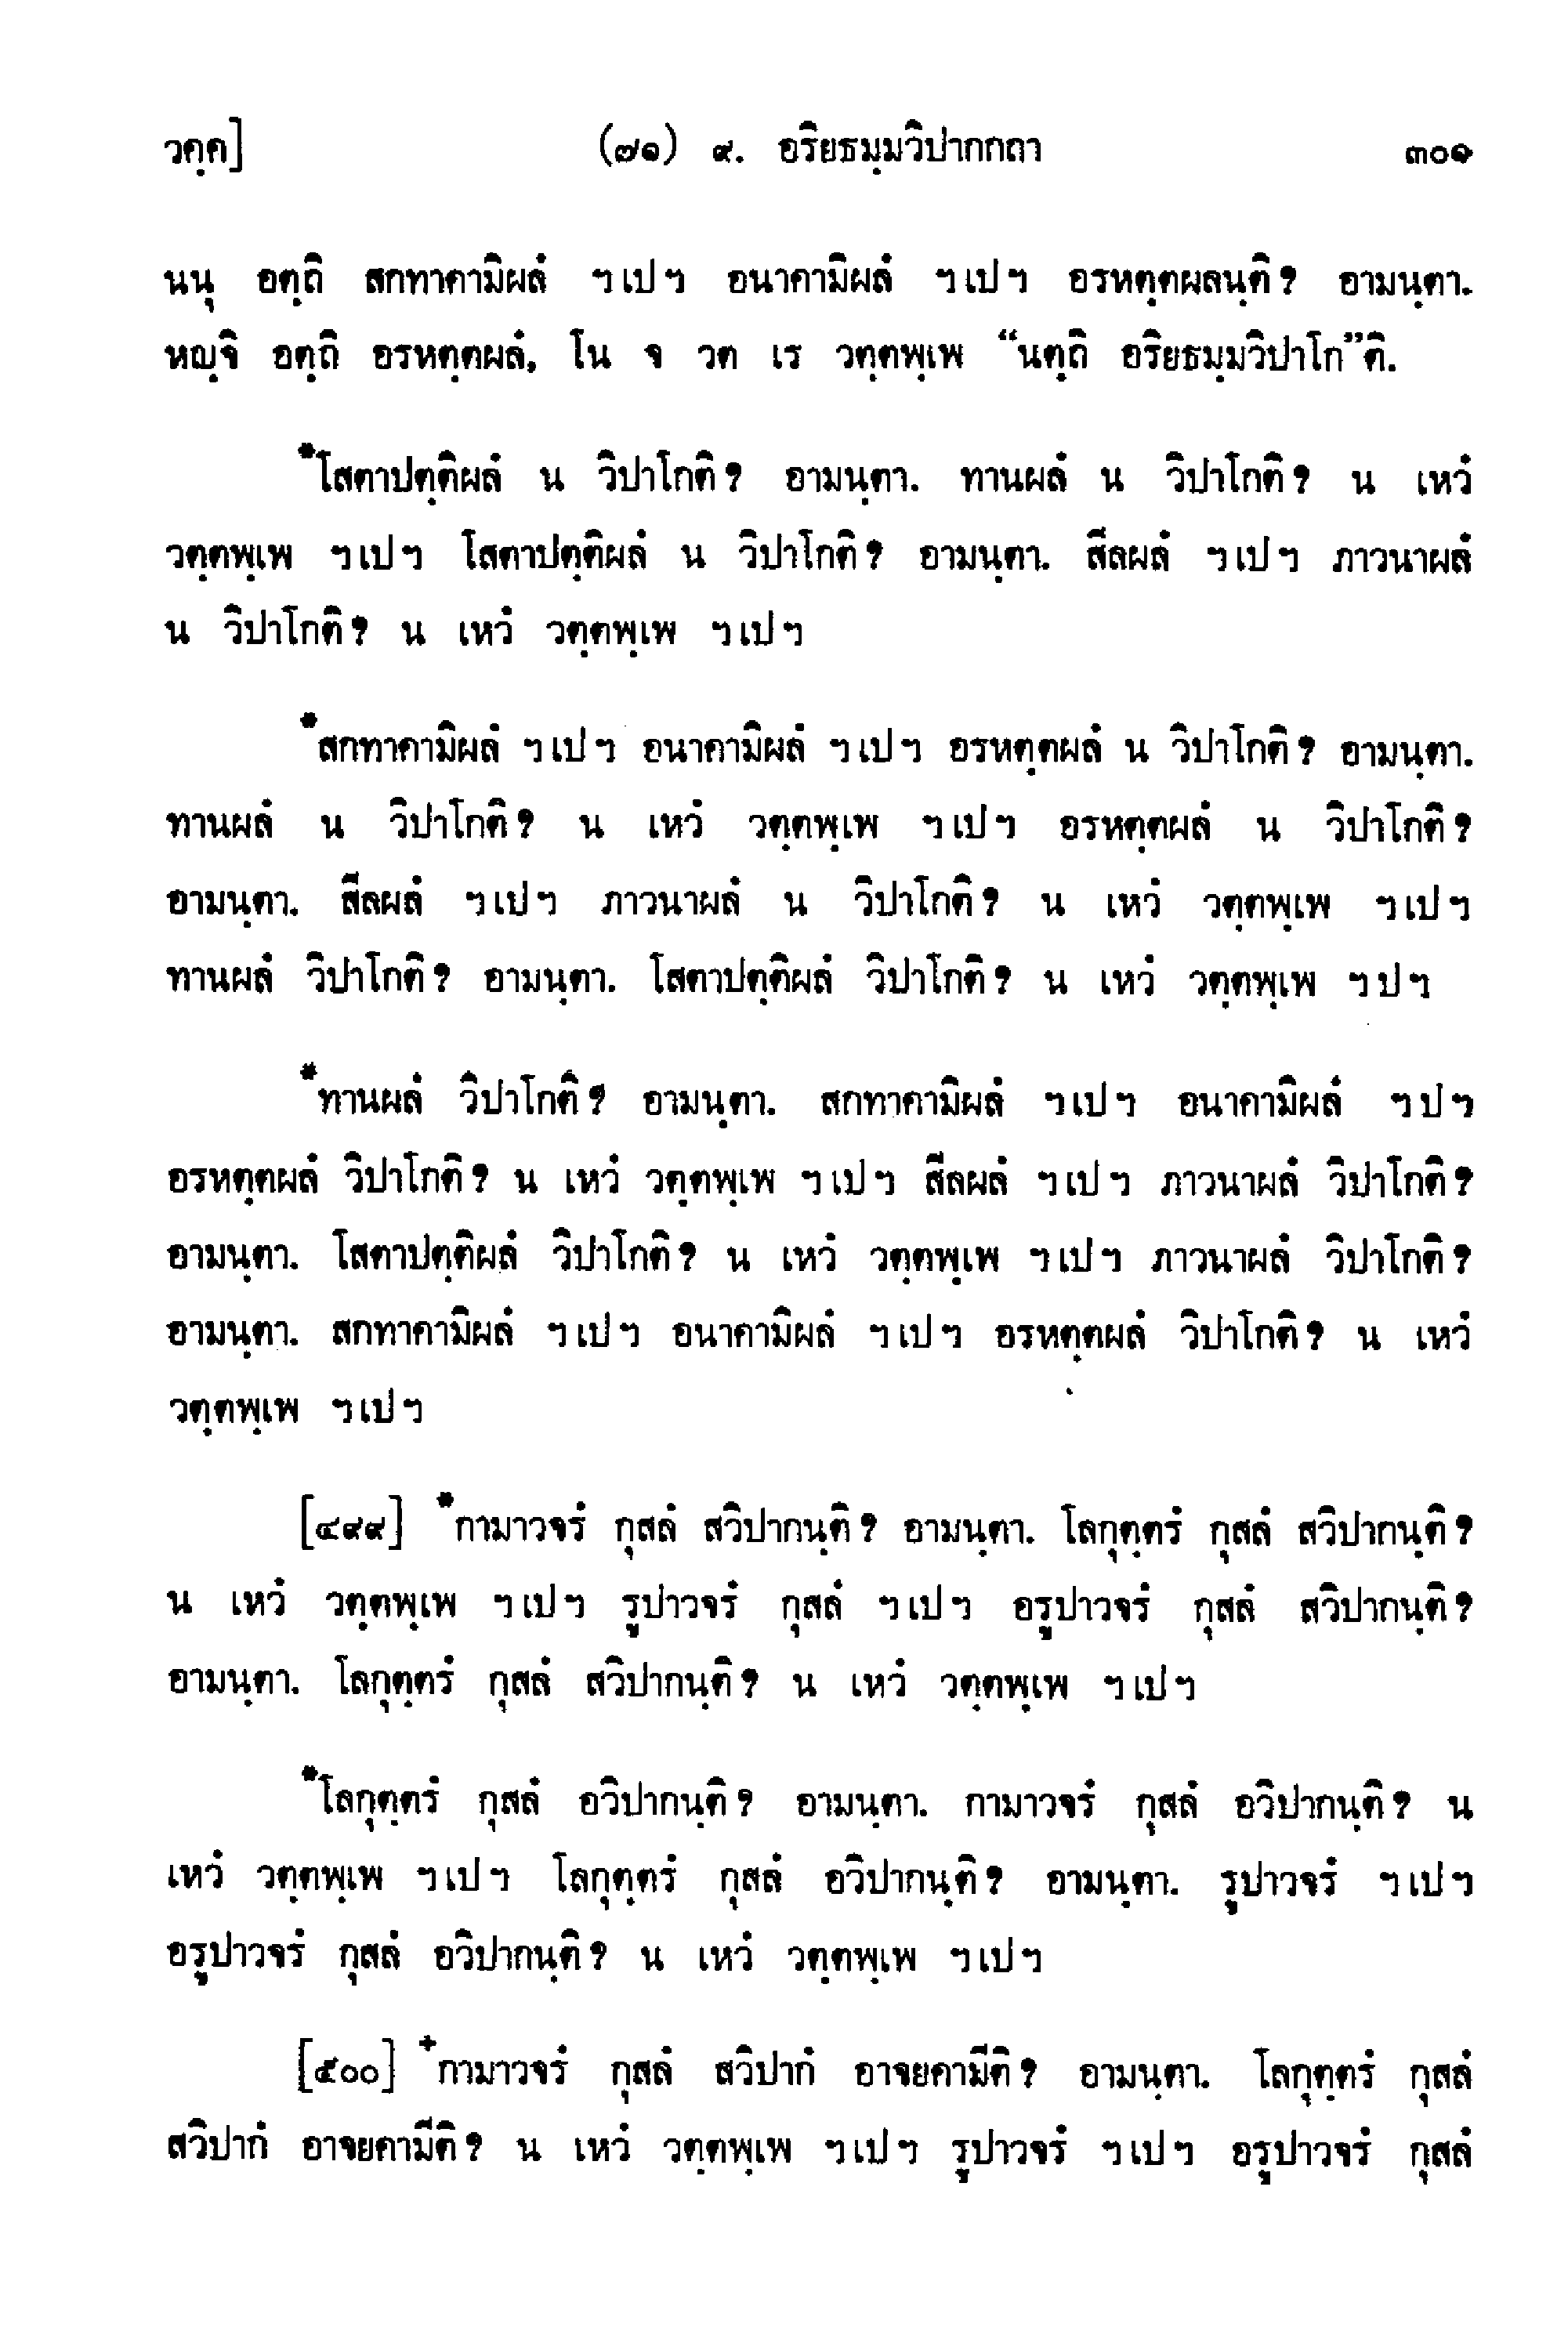 วคฺค]	(๗๑) ๙. อริยธมฺมวิปากกถา	๓๐๑
นนุ อตฺถิ สกทาคามิผลํ ฯเปฯ อนาคามิผลํ ฯเปฯ อรหตฺตผลนฺติ? อามนฺตา.
หญฺจิ อตฺถิ อรหตฺตผลํ, โน จ วต เร วตฺตพฺเพ “นตฺถิ อริยธมฺมวิปาโก”ติ.
*โสตาปตฺติผลํ น วิปาโกติ? อามนฺตา. ทานผลํ น วิปาโกติ? น เหวํ
วตฺตพฺเพ ฯเปฯ โสตาปตฺติผลํ น วิปาโกติ? อามนฺตา. สีลผลํ ฯเปฯ ภาวนาผลํ
น วิปาโกติ? น เหวํ วตฺตพฺเพ ฯเปฯ
*สกทาคามิผลํ ฯเปฯ อนาคามิผลํ ฯเปฯ อรหตฺตผลํ น วิปาโกติ? อามนฺตา.
ทานผลํ น วิปาโกติ? น เหวํ วตฺตพฺเพ ฯเปฯ อรหตฺตผลํ น วิปาโกติ?
อามนฺตา. สีลผลํ ฯเปฯ ภาวนาผลํ น วิปาโกติ? น เหวํ วตฺตพฺเพ ฯเปฯ
ทานผลํ วิปาโกติ? อามนฺตา. โสตาปตฺติผลํ วิปาโกติ? น เหวํ วตฺตพฺเพ ฯปฯ
*ทานผลํ วิปาโกติ? อามนฺตา. สกทาคามิผลํ ฯเปฯ อนาคามิผลํ ฯปฯ
อรหตฺตผลํ วิปาโกติ? น เหวํ วตฺตพฺเพ ฯเปฯ สีลผลํ ฯเปฯ ภาวนาผลํ วิปาโกติ?
อามนฺตา. โสตาปตฺติผลํ วิปาโกติ? น เหวํ วตฺตพฺเพ ฯเปฯ ภาวนาผลํ วิปาโกติ?
อามนฺตา. สกทาคามิผลํ ฯเปฯ อนาคามิผลํ ฯเปฯ อรหตฺตผลํ วิปาโกติ? น เหวํ
วตฺตพฺเพ ฯเปฯ
[๔๙๙] *กามาวจรํ กุสลํ สวิปากนฺติ? อามนฺตา. โลกุตฺตรํ กุสลํ สวิปากนฺติ?
น เหวํ วตฺตพฺเพ ฯเปฯ รูปาวจรํ กุสลํ ฯเปฯ อรูปาวจรํ กุสลํ สวิปากนฺติ?
อามนฺตา. โลกุตฺตรํ กุสลํ สวิปากนฺติ? น เหวํ วตฺตพฺเพ ฯเปฯ
*โลกุตฺตรํ กุสลํ อวิปากนฺติ? อามนฺตา. กามาวจรํ กุสลํ อวิปากนฺติ? น
เหวํ วตฺตพฺเพ ฯเปฯ โลกุตฺตรํ กุสลํ อวิปากนฺติ? อามนฺตา. รูปาวจรํ ฯเปฯ
อรูปาวจรํ กุสลํ อวิปากนฺติ? น เหวํ วตฺตพฺเพ ฯเปฯ
[๕๐๐] +กามาวจรํ กุสลํ สวิปากํ อาจยคามีติ? อามนฺตา. โลกุตฺตรํ กุสลํ
สวิปากํ อาจยคามีติ? น เหวํ วตฺตพฺเพ ฯเปฯ รูปาวจรํ ฯเปฯ อรูปาวจรํ กุสลํ